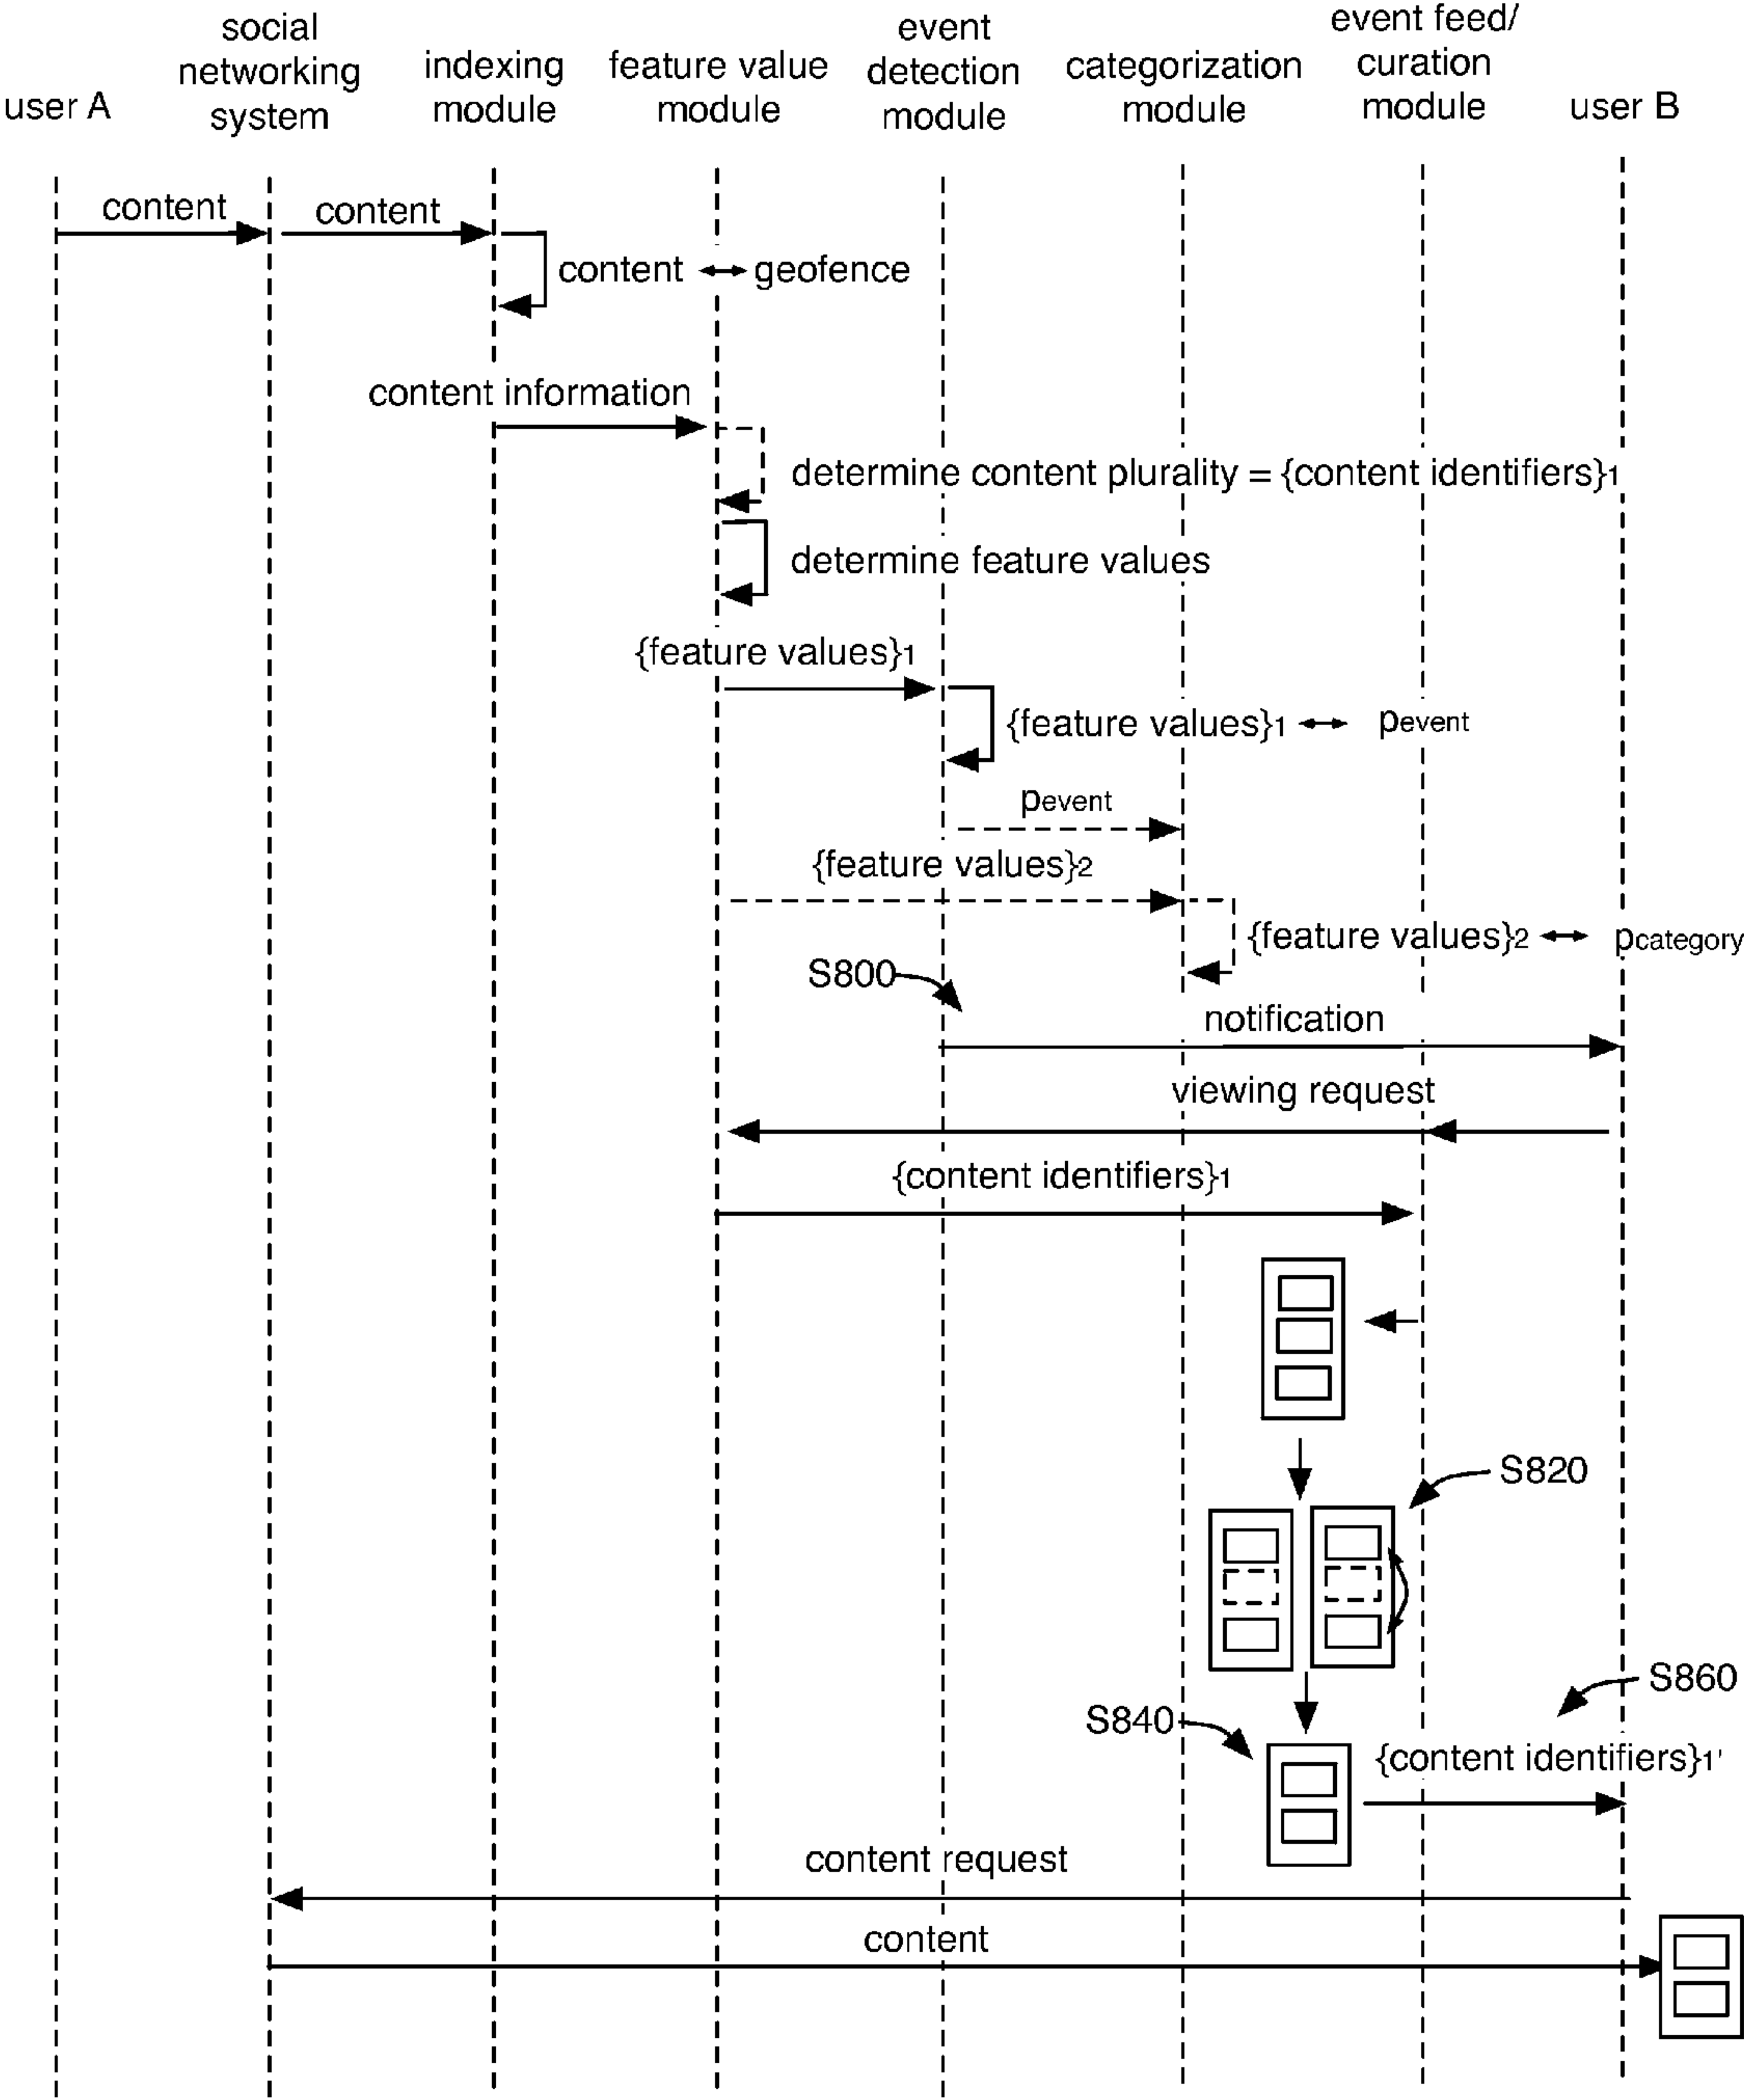 user A
social
networking
system
indexing
module
feature value
module
event
detection
module
categorization
module
event feed/
curation
module
user B
content
content
content
geofence
content information
determine content plurality = {content identifiers}1
determine feature values
{feature values}1
{feature values}1
pevent
pevent
{feature values}2
{feature values}2
pcategory
S800
notification
viewing request
{content identifiers}1
S820
S860
S840
{content identifiers}1'
content request
content